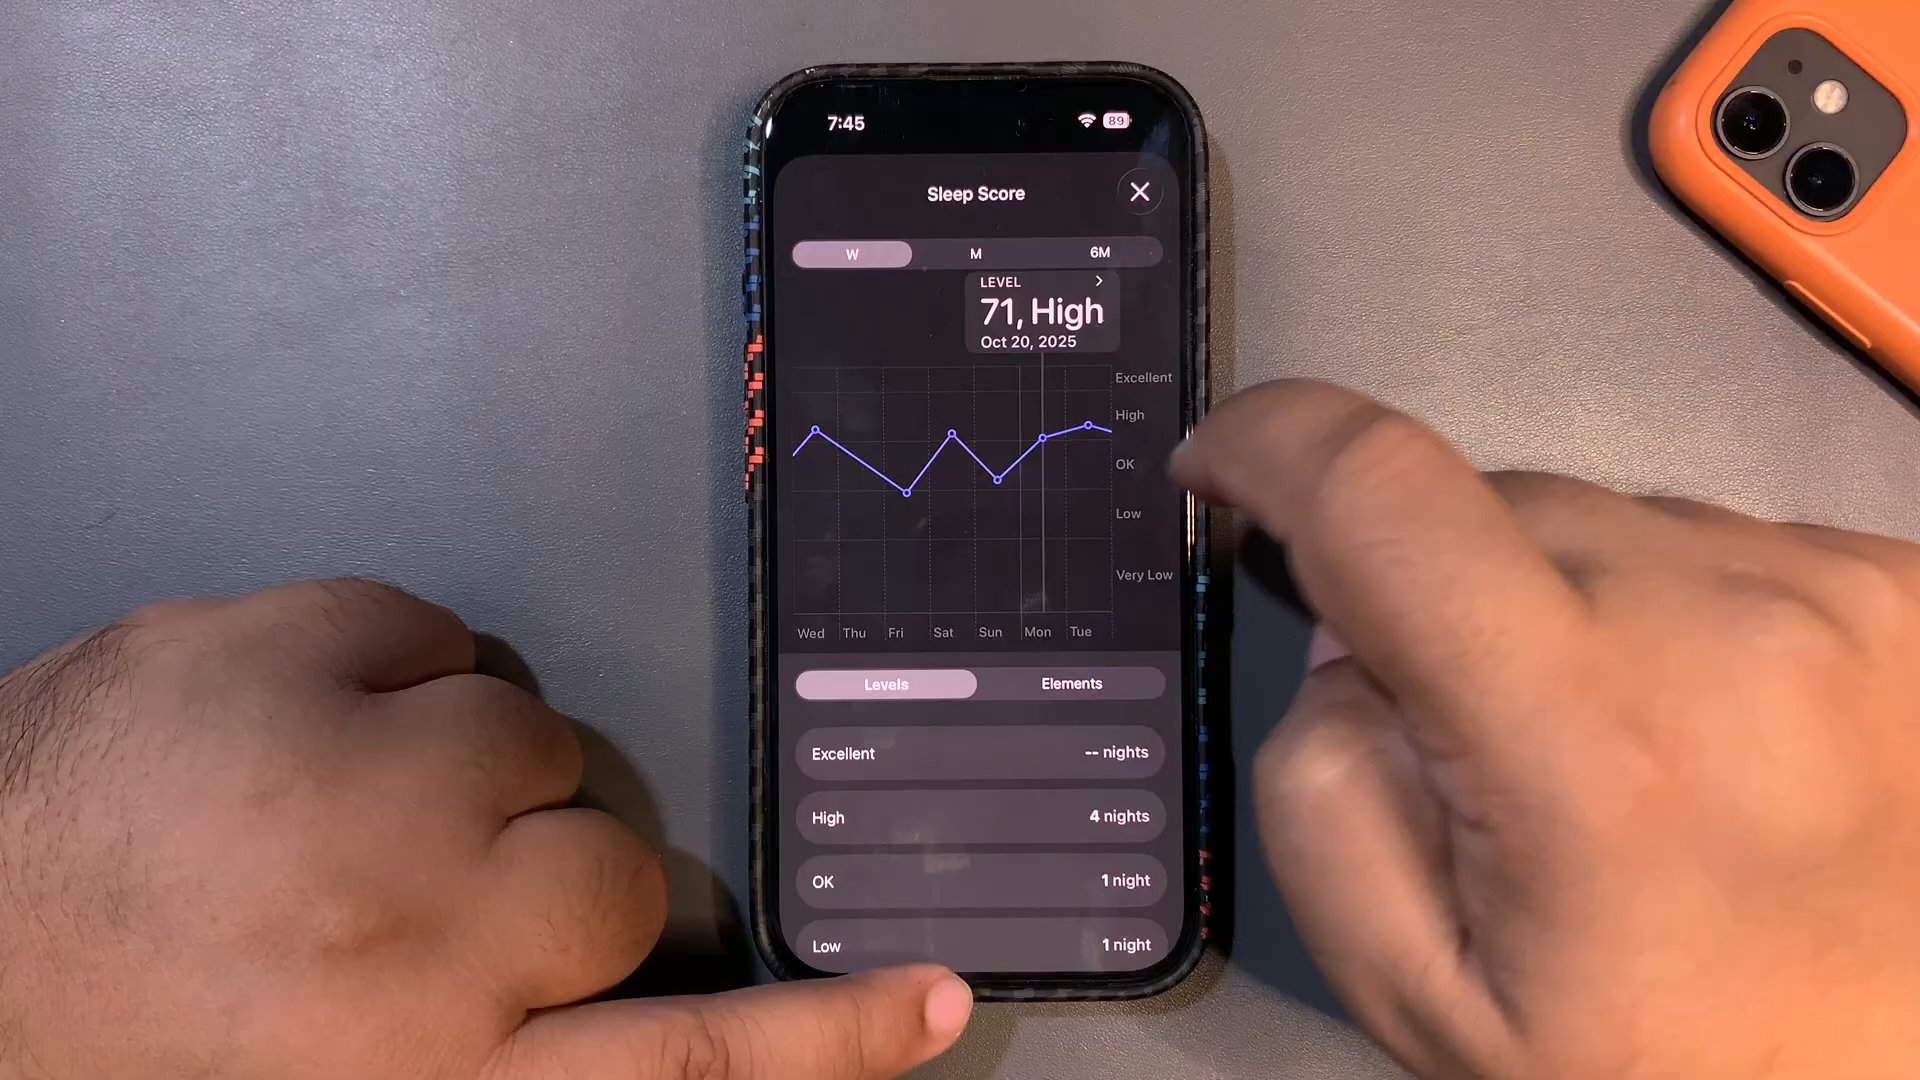 7:45
89
Sleep Score
W M 6M
LEVEL
71, High
Oct 20, 2025
Excellent
High
OK
Low
Very Low
Wed Thu Fri Sat Sun Mon Tue
Levels Elements
Excellent -- nights
High 4 nights
OK 1 night
Low 1 night